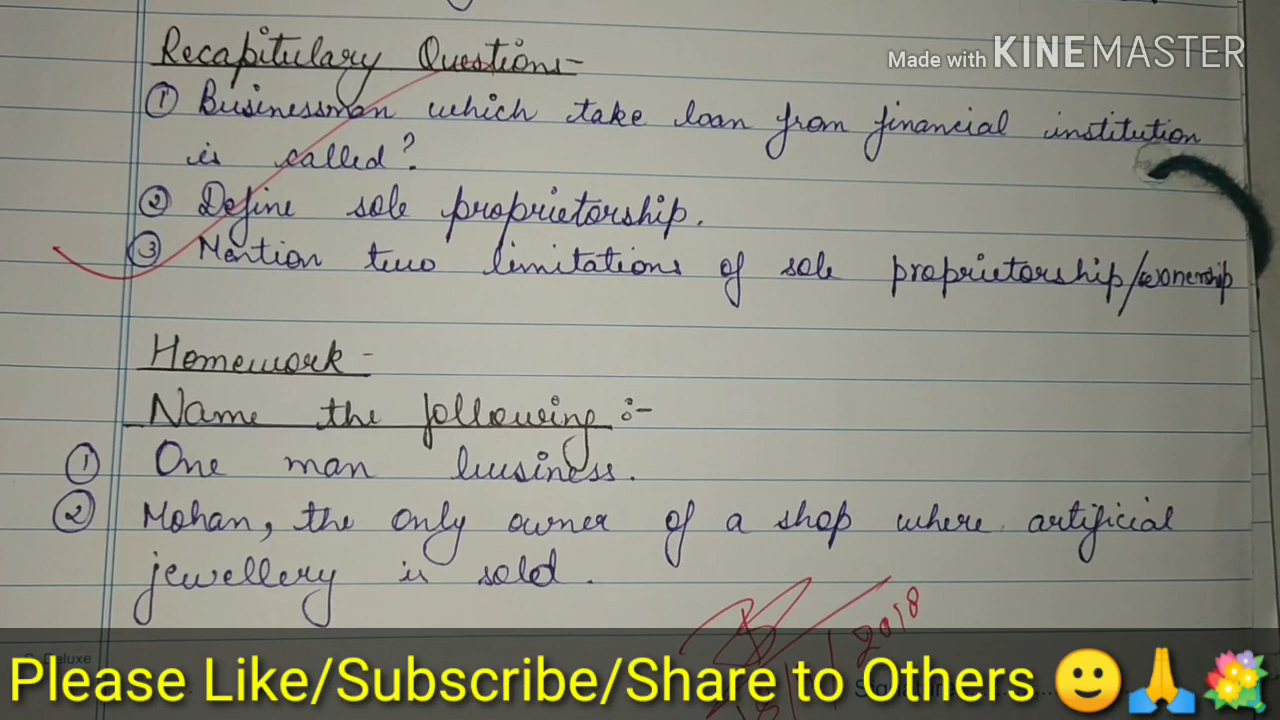 Made with KINEMASTER
Recapitulary Questions-
① Businessman which take loan from financial institution
is called?
② Define sole proprietorship.
③ Mention two limitations of sole proprietorship/ownership
Homework -
Name the following :-
① One man business.
② Mohan, the only owner of a shop where artificial
jewellery is sold.
2018
Deluxe
Please Like/Subscribe/Share to Others 🙂🙏💐